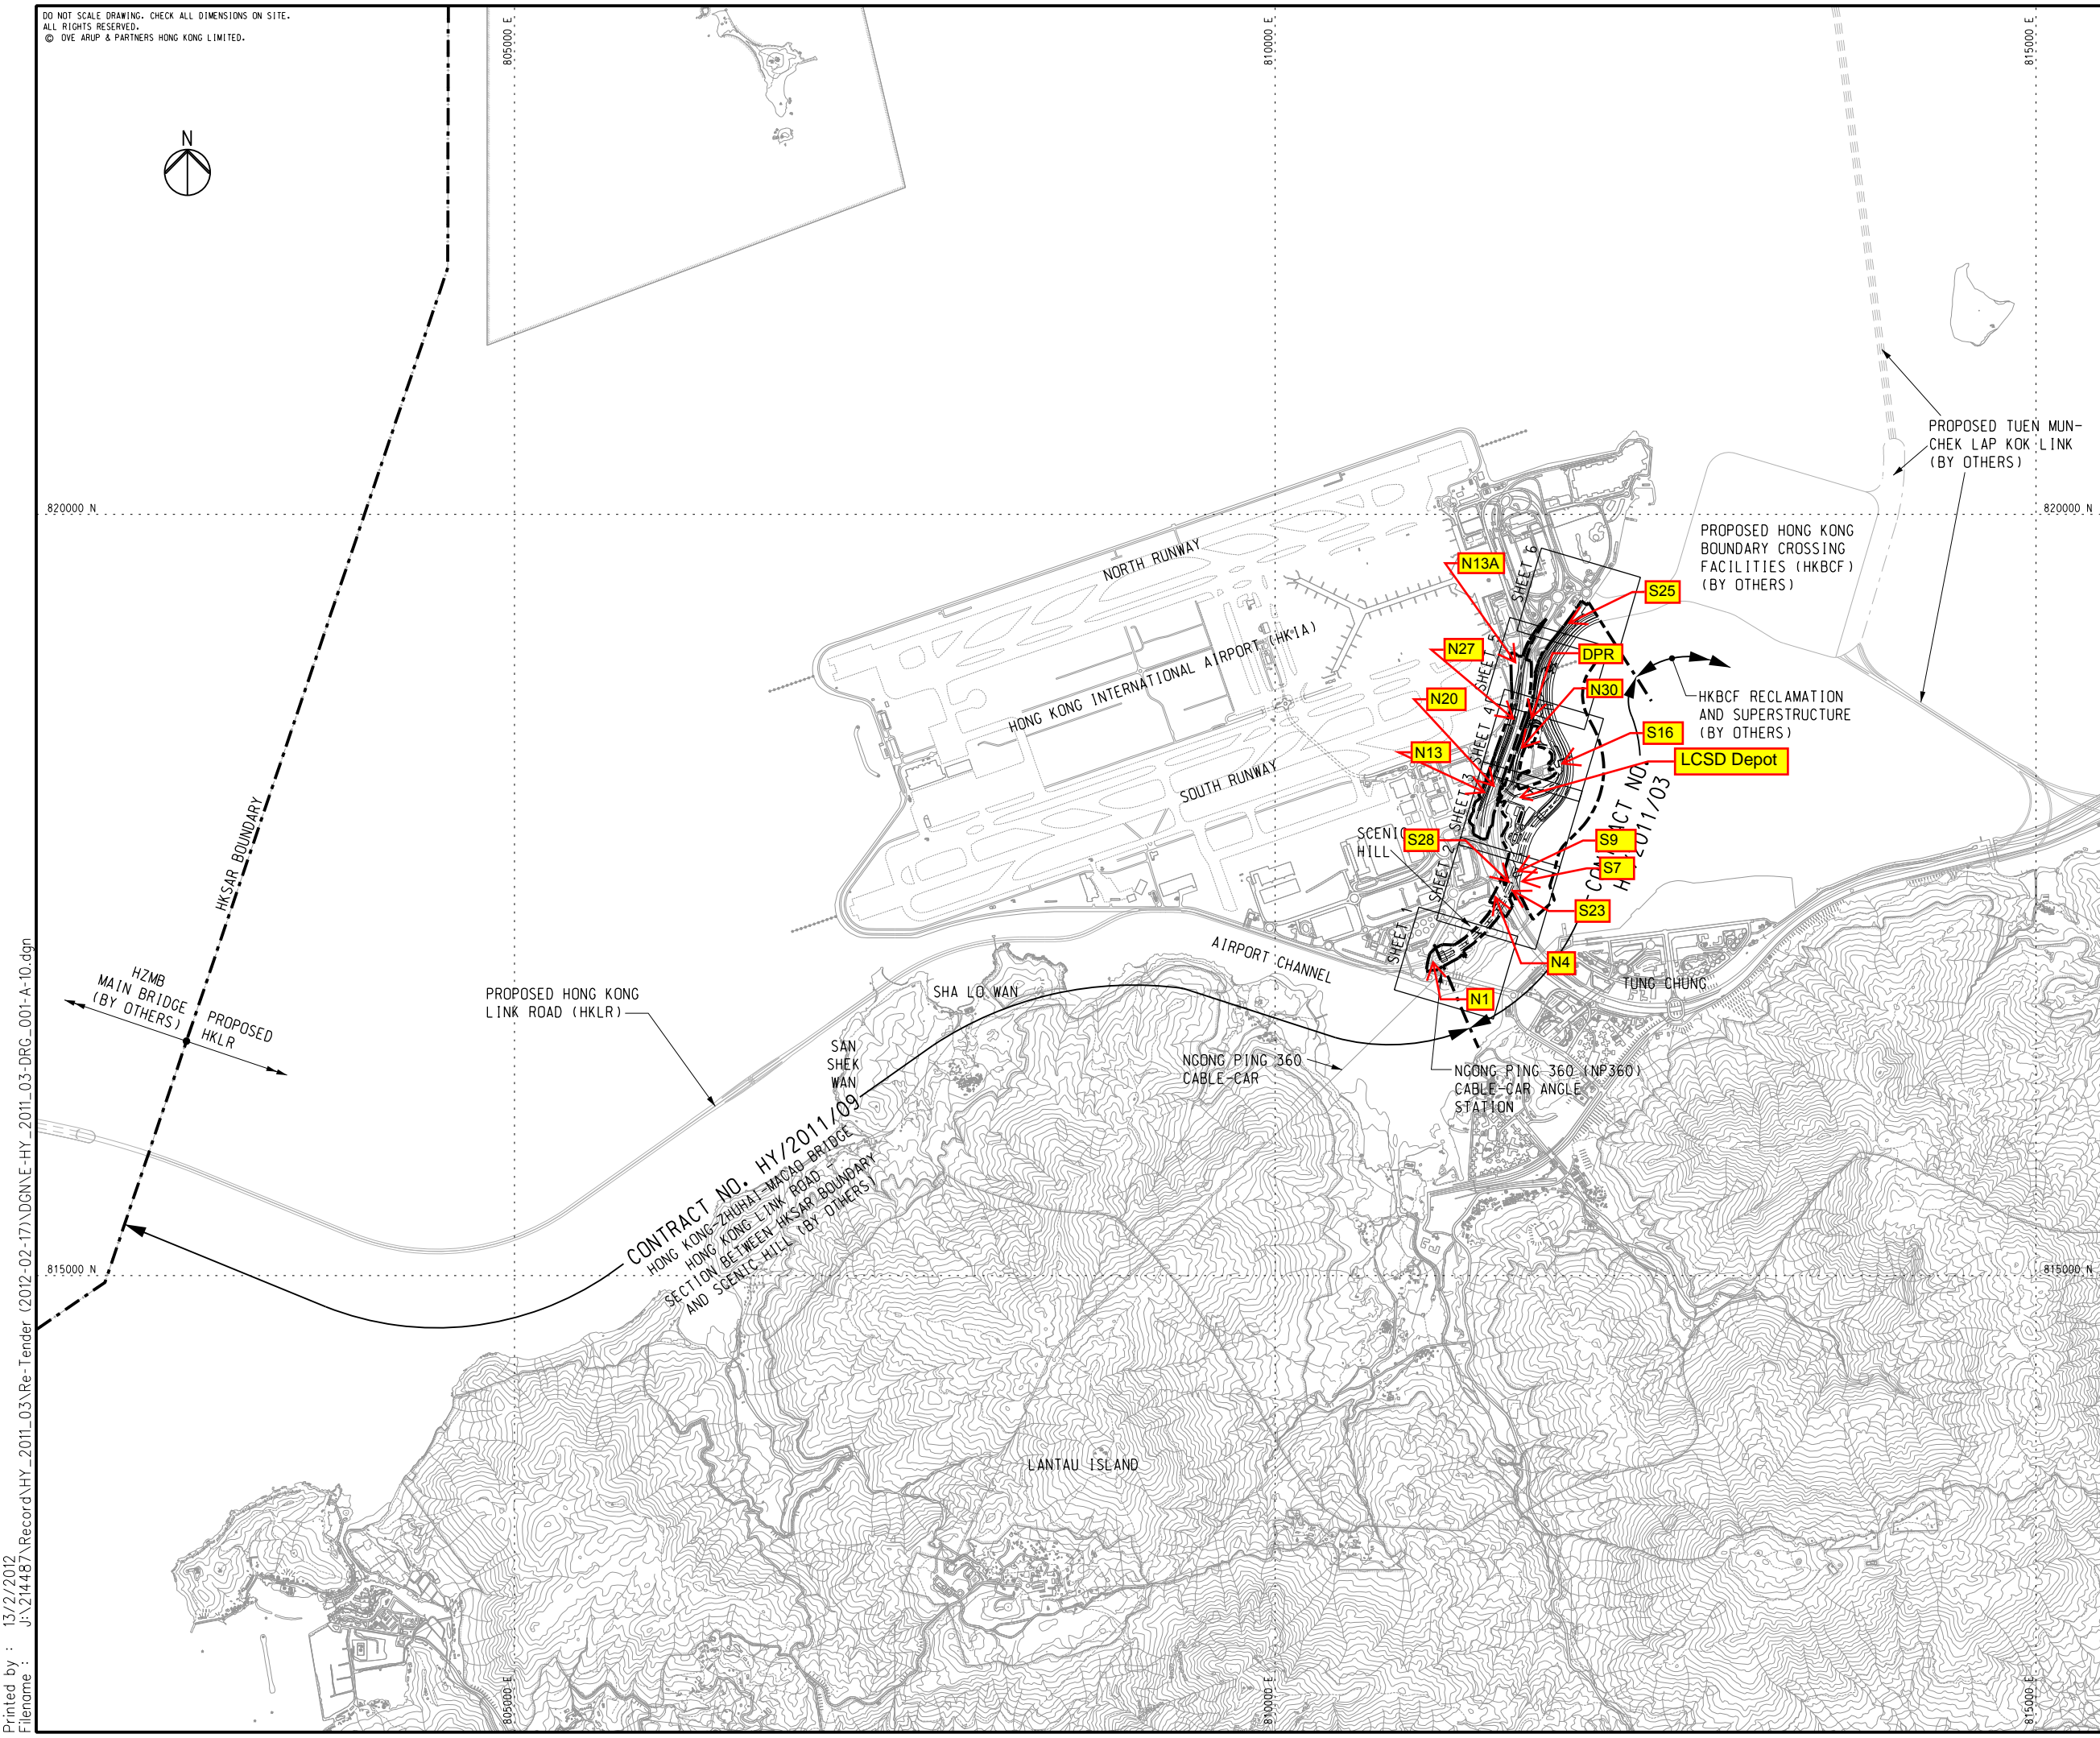 DO NOT SCALE DRAWING. CHECK ALL DIMENSIONS ON SITE.
ALL RIGHTS RESERVED.
© OVE ARUP & PARTNERS HONG KONG LIMITED.
805000 E
810000 E
815000 E
N
820000 N
820000 N
PROPOSED TUEN MUN-
CHEK LAP KOK LINK
(BY OTHERS)
PROPOSED HONG KONG
BOUNDARY CROSSING
FACILITIES (HKBCF)
(BY OTHERS)
NORTH RUNWAY
HONG KONG INTERNATIONAL AIRPORT (HKIA)
SOUTH RUNWAY
SHEET 6
SHEET 5
SHEET 4
SHEET 3
SHEET 2
SHEET 1
N13A
S25
N27
DPR
N20
N30
HKBCF RECLAMATION
AND SUPERSTRUCTURE
(BY OTHERS)
N13
S16
LCSD Depot
CONTRACT NO.
HY/2011/03
SCENIC
HILL
S28
S9
S7
S23
N4
N1
HKSAR BOUNDARY
AIRPORT CHANNEL
TUNG CHUNG
HZMB
MAIN BRIDGE
(BY OTHERS)
PROPOSED
HKLR
PROPOSED HONG KONG
LINK ROAD (HKLR)
SHA LO WAN
SAN
SHEK
WAN
NGONG PING 360
CABLE-CAR
NGONG PING 360 (NP360)
CABLE-CAR ANGLE
STATION
CONTRACT NO. HY/2011/09
HONG KONG-ZHUHAI-MACAO BRIDGE
HONG KONG LINK ROAD -
SECTION BETWEEN HKSAR BOUNDARY
AND SCENIC HILL (BY OTHERS)
815000 N
815000 N
LANTAU ISLAND
805000 E
810000 E
815000 E
Printed by : 13/2/2012
Filename : J:\214487\Record\HY_2011_03\Re-Tender (2012-02-17)\DGN\E-HY_2011_03-DRG_001-A-10.dgn